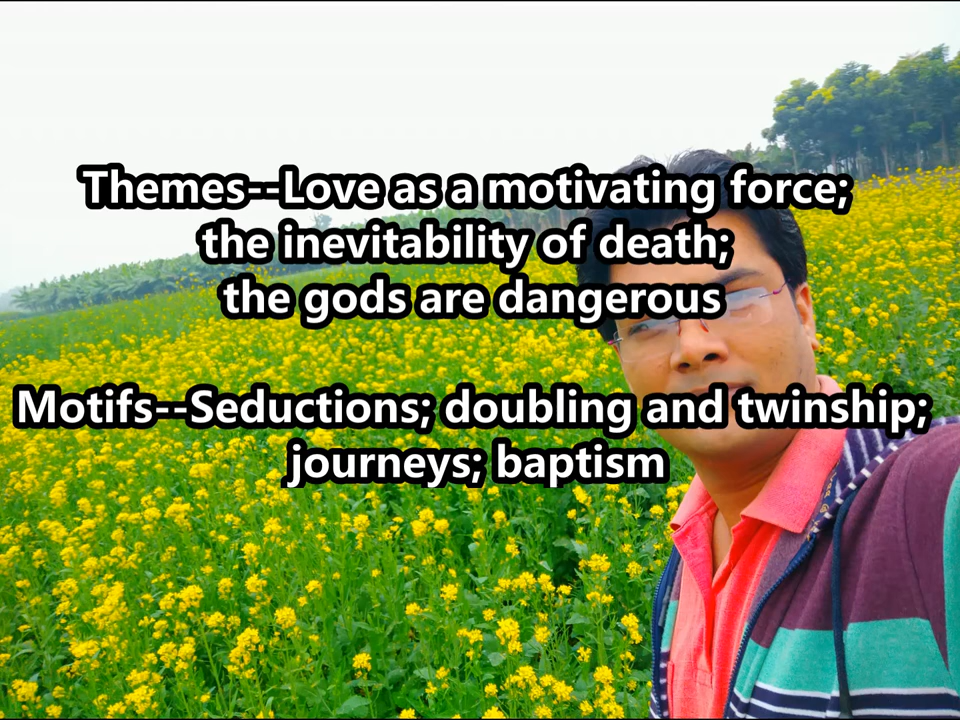 Themes--Love as a motivating force;
the inevitability of death;
the gods are dangerous
Motifs--Seductions; doubling and twinship;
journeys; baptism